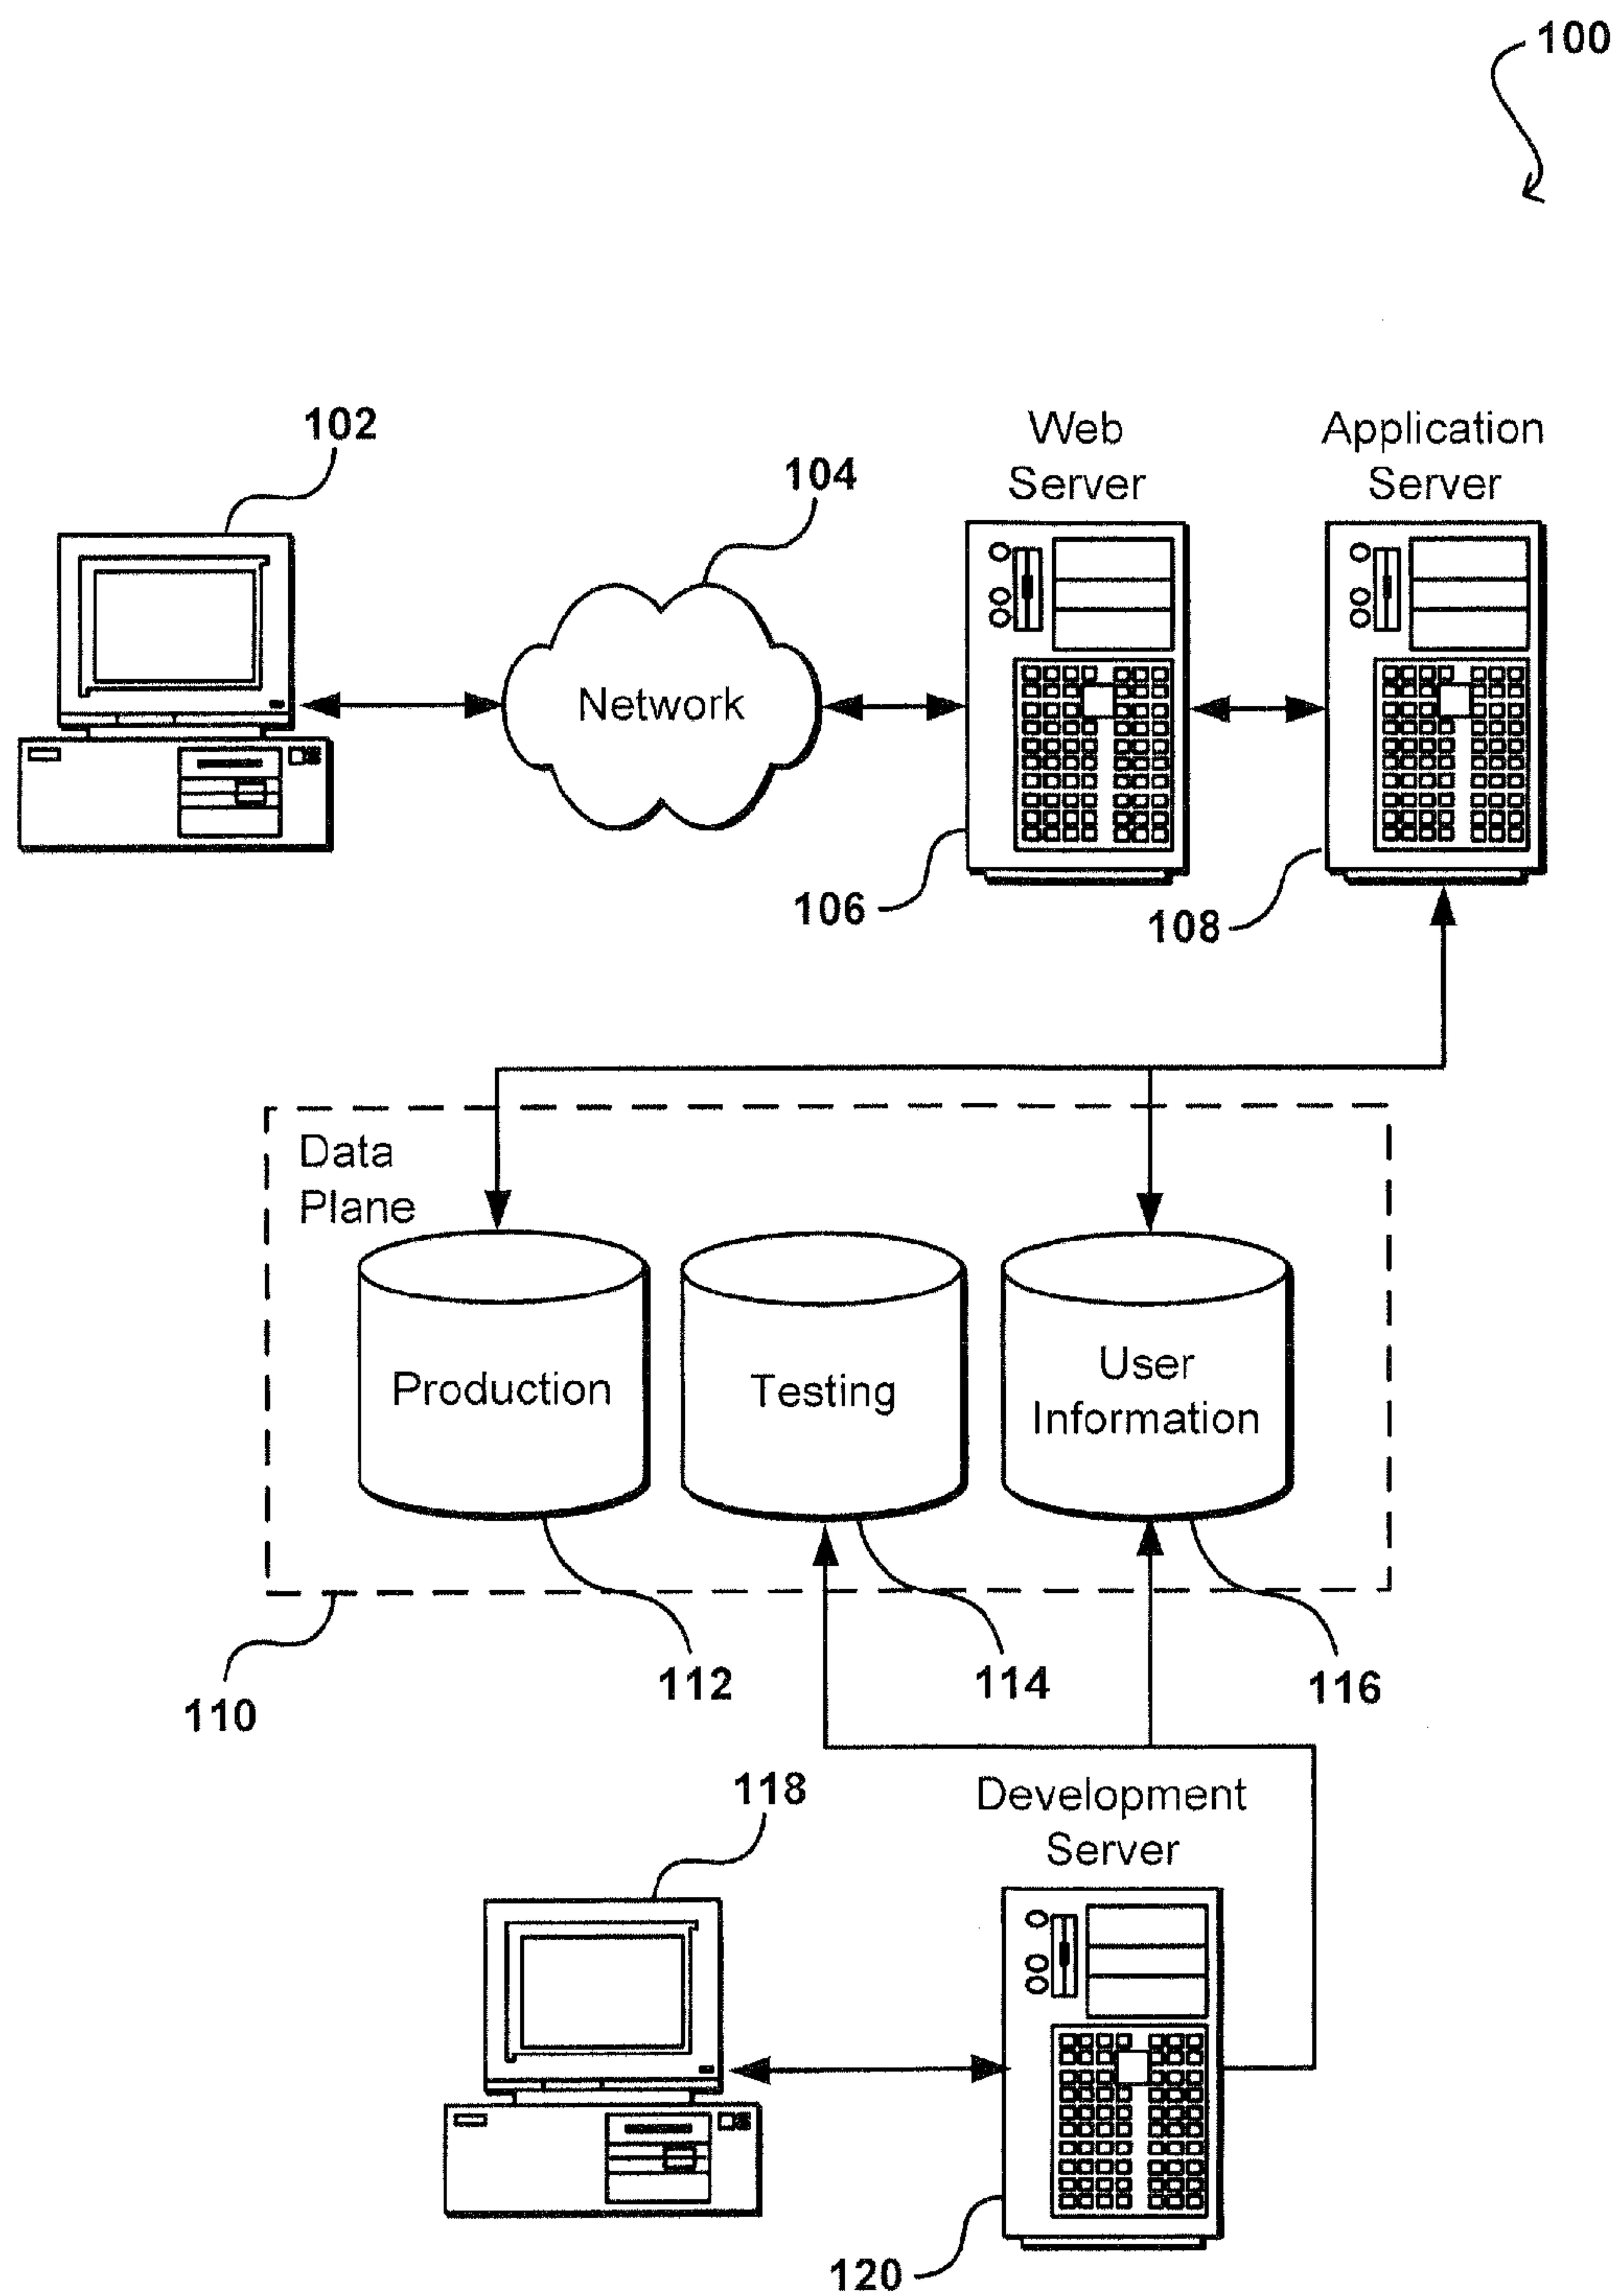 100
102
104
Web
Server
Application
Server
Network
106
108
Data
Plane
Production
Testing
User
Information
110
112
114
116
118
Development
Server
120